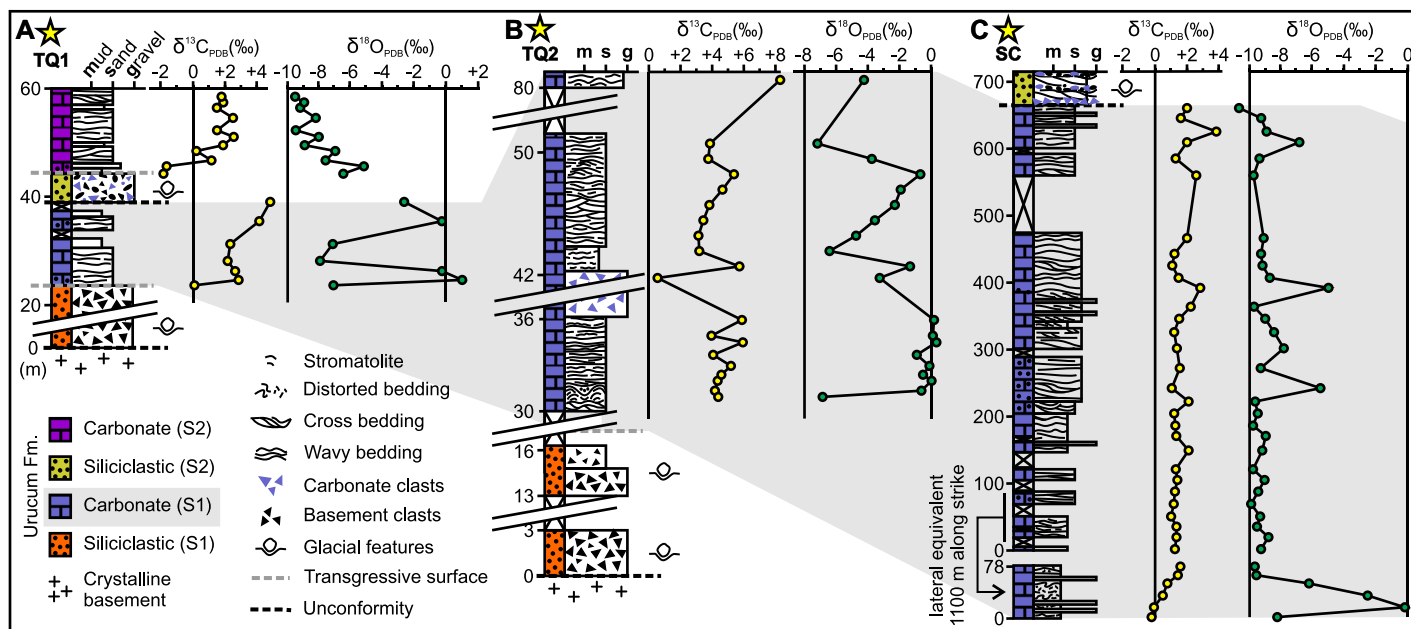 A
TQ1
mud
sand
gravel
δ13CPDB(‰)
-2 0 +2 +4
δ18OPDB(‰)
-10 -8 -6 -4 -2 0 +2
60
40
20
0
(m)
Urucum Fm.
Carbonate (S2)
Siliciclastic (S2)
Carbonate (S1)
Siliciclastic (S1)
Crystalline
basement
Stromatolite
Distorted bedding
Cross bedding
Wavy bedding
Carbonate clasts
Basement clasts
Glacial features
Transgressive surface
Unconformity
B
TQ2
m s g
δ13CPDB(‰)
0 +2 +4 +6 +8
δ18OPDB(‰)
-8 -6 -4 -2 0
80
50
42
36
30
16
13
3
0
C
SC
m s g
δ13CPDB(‰)
-2 0 +2 +4
δ18OPDB(‰)
-10 -8 -6 -4 -2 0
700
600
500
400
300
200
100
0
78
0
lateral equivalent
1100 m along strike